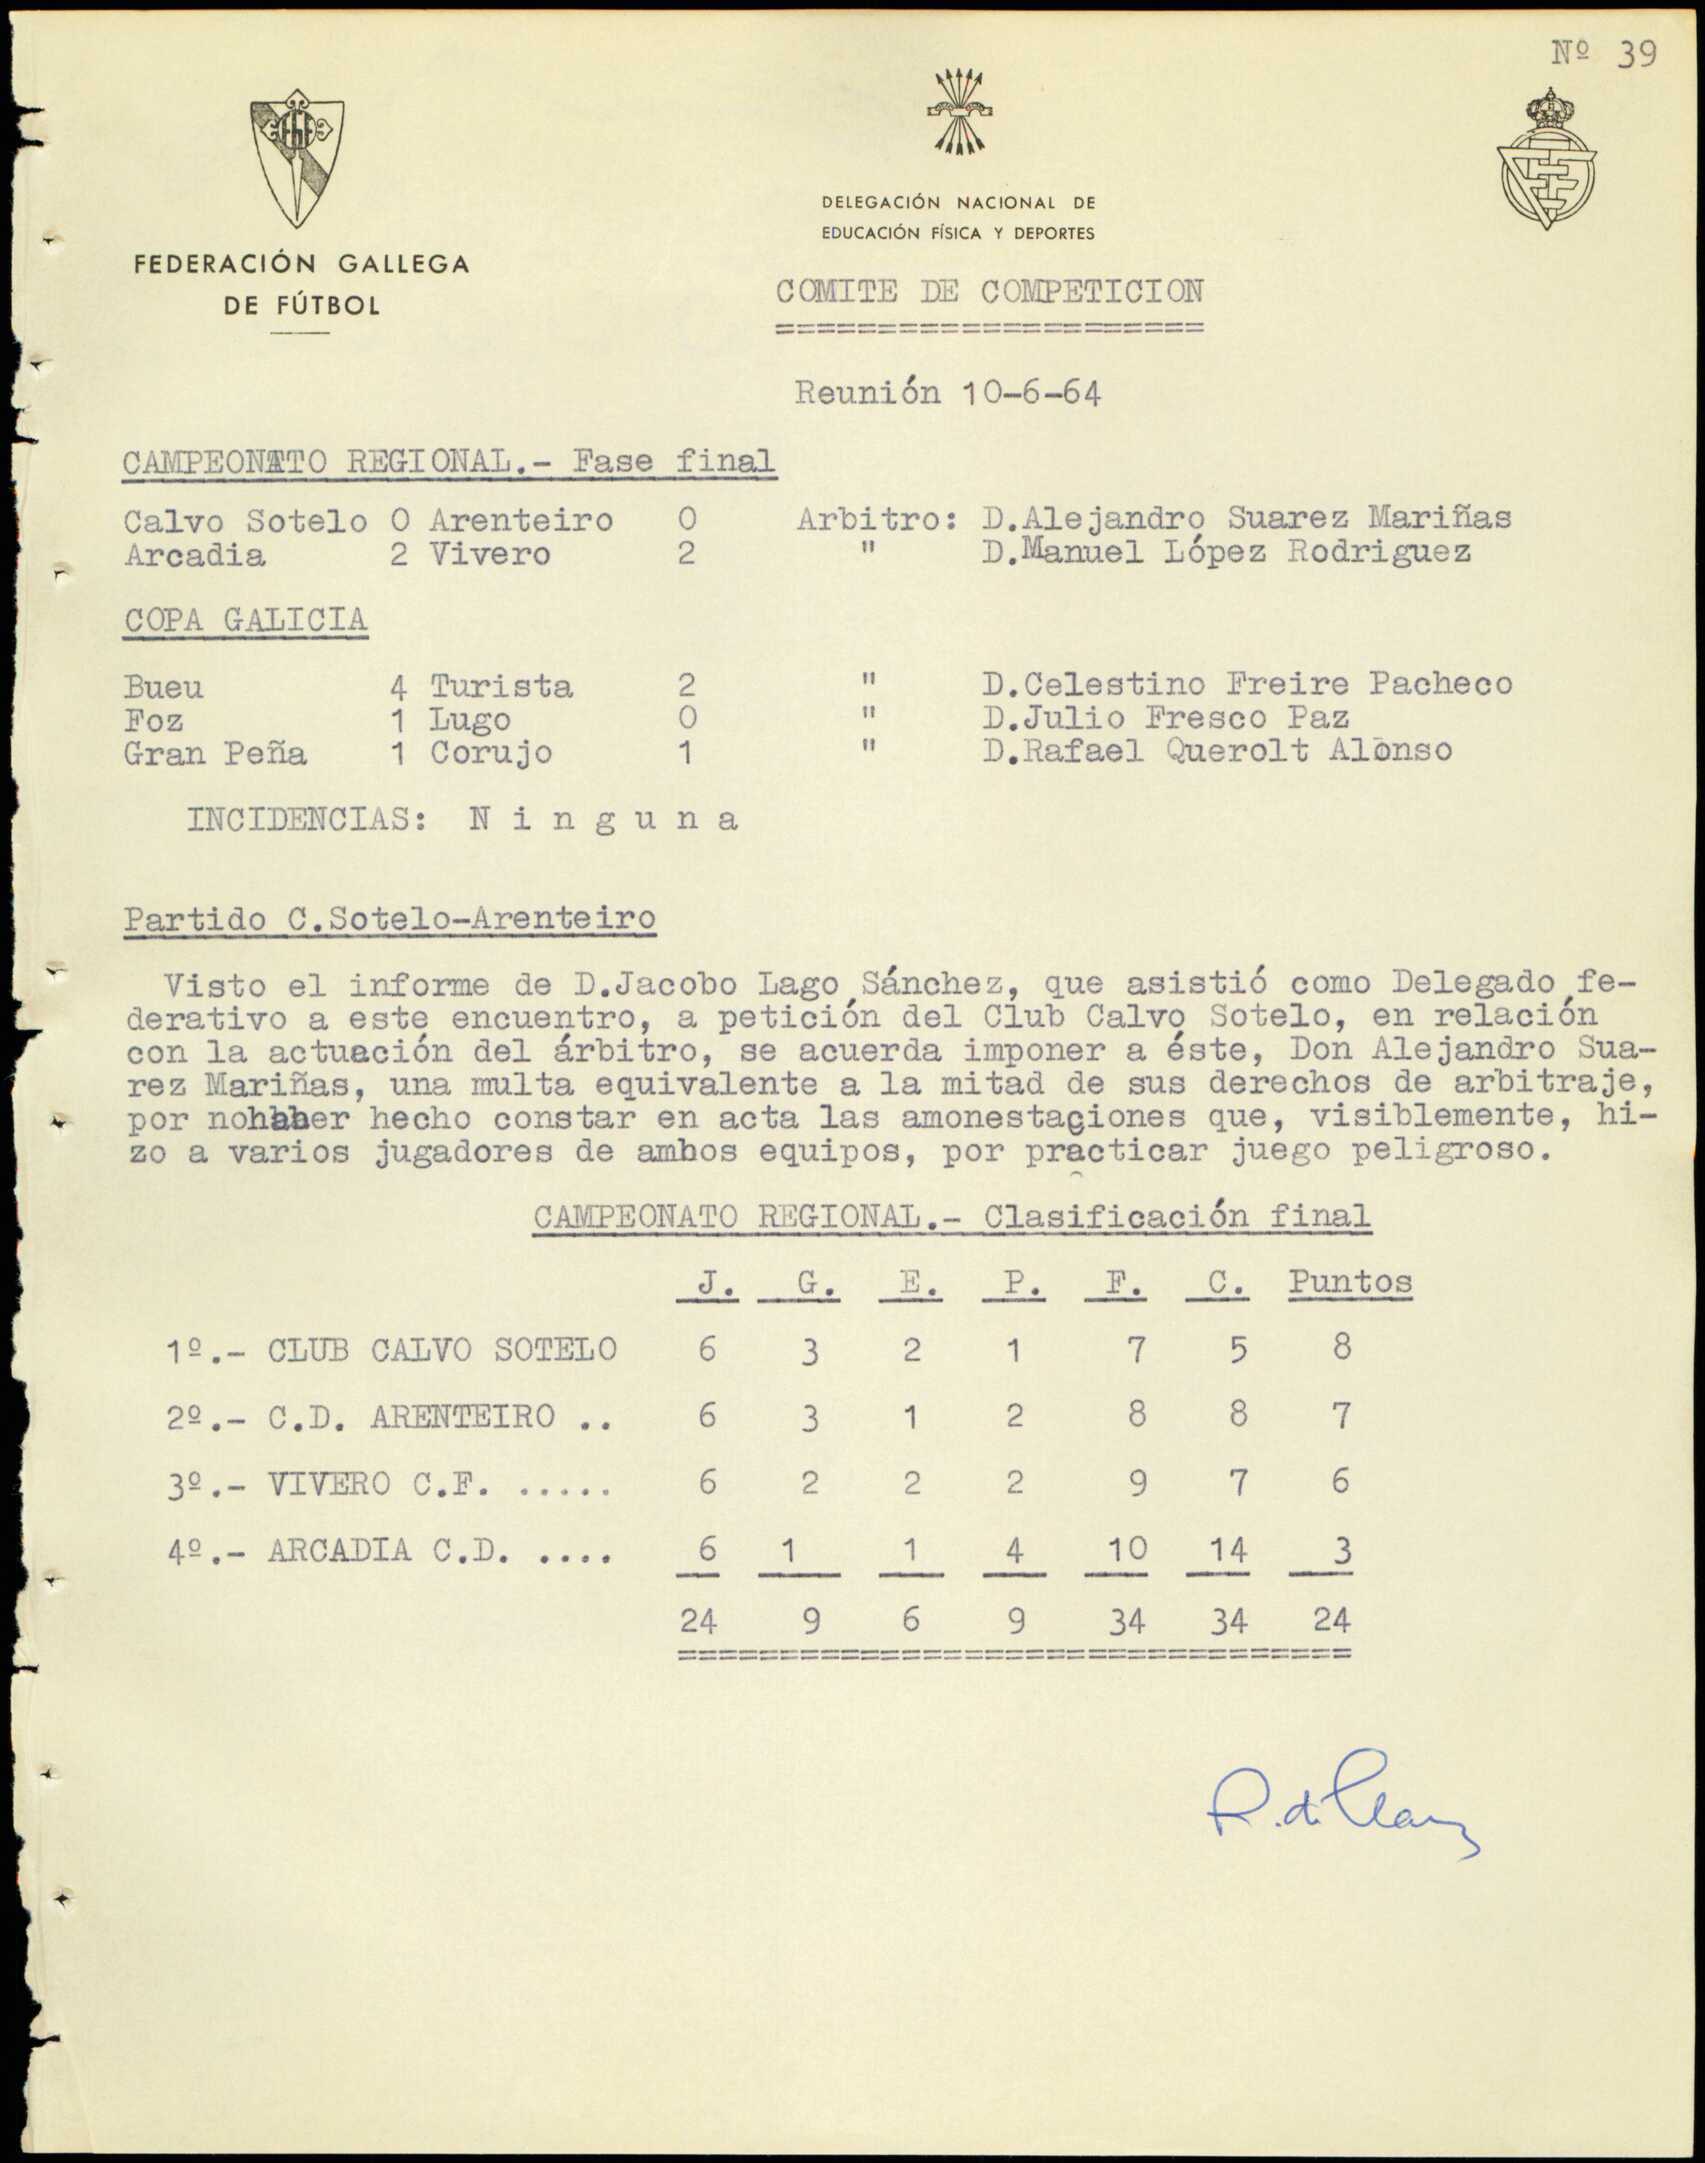 Nº 39
FEDERACIÓN GALLEGA
DE FÚTBOL
DELEGACIÓN NACIONAL DE
EDUCACIÓN FÍSICA Y DEPORTES
COMITE DE COMPETICION
=====================
Reunión 10-6-64
CAMPEONATO REGIONAL.- Fase final
Calvo Sotelo 0 Arenteiro 0 Arbitro: D.Alejandro Suarez Mariñas
Arcadia 2 Vivero 2 " D.Manuel López Rodriguez
COPA GALICIA
Bueu 4 Turista 2 " D.Celestino Freire Pacheco
Foz 1 Lugo 0 " D.Julio Fresco Paz
Gran Peña 1 Corujo 1 " D.Rafael Querolt Alonso
INCIDENCIAS: N i n g u n a
Partido C.Sotelo-Arenteiro
Visto el informe de D.Jacobo Lago Sánchez, que asistió como Delegado fe-
derativo a este encuentro, a petición del Club Calvo Sotelo, en relación
con la actuación del árbitro, se acuerda imponer a éste, Don Alejandro Sua-
rez Mariñas, una multa equivalente a la mitad de sus derechos de arbitraje,
por nohaber hecho constar en acta las amonestaciones que, visiblemente, hi-
zo a varios jugadores de ambos equipos, por practicar juego peligroso.
CAMPEONATO REGIONAL.- Clasificación final
J. G. E. P. F. C. Puntos
1º.- CLUB CALVO SOTELO 6 3 2 1 7 5 8
2º.- C.D. ARENTEIRO .. 6 3 1 2 8 8 7
3º.- VIVERO C.F. ..... 6 2 2 2 9 7 6
4º.- ARCADIA C.D. .... 6 1 1 4 10 14 3
24 9 6 9 34 34 24
=================================